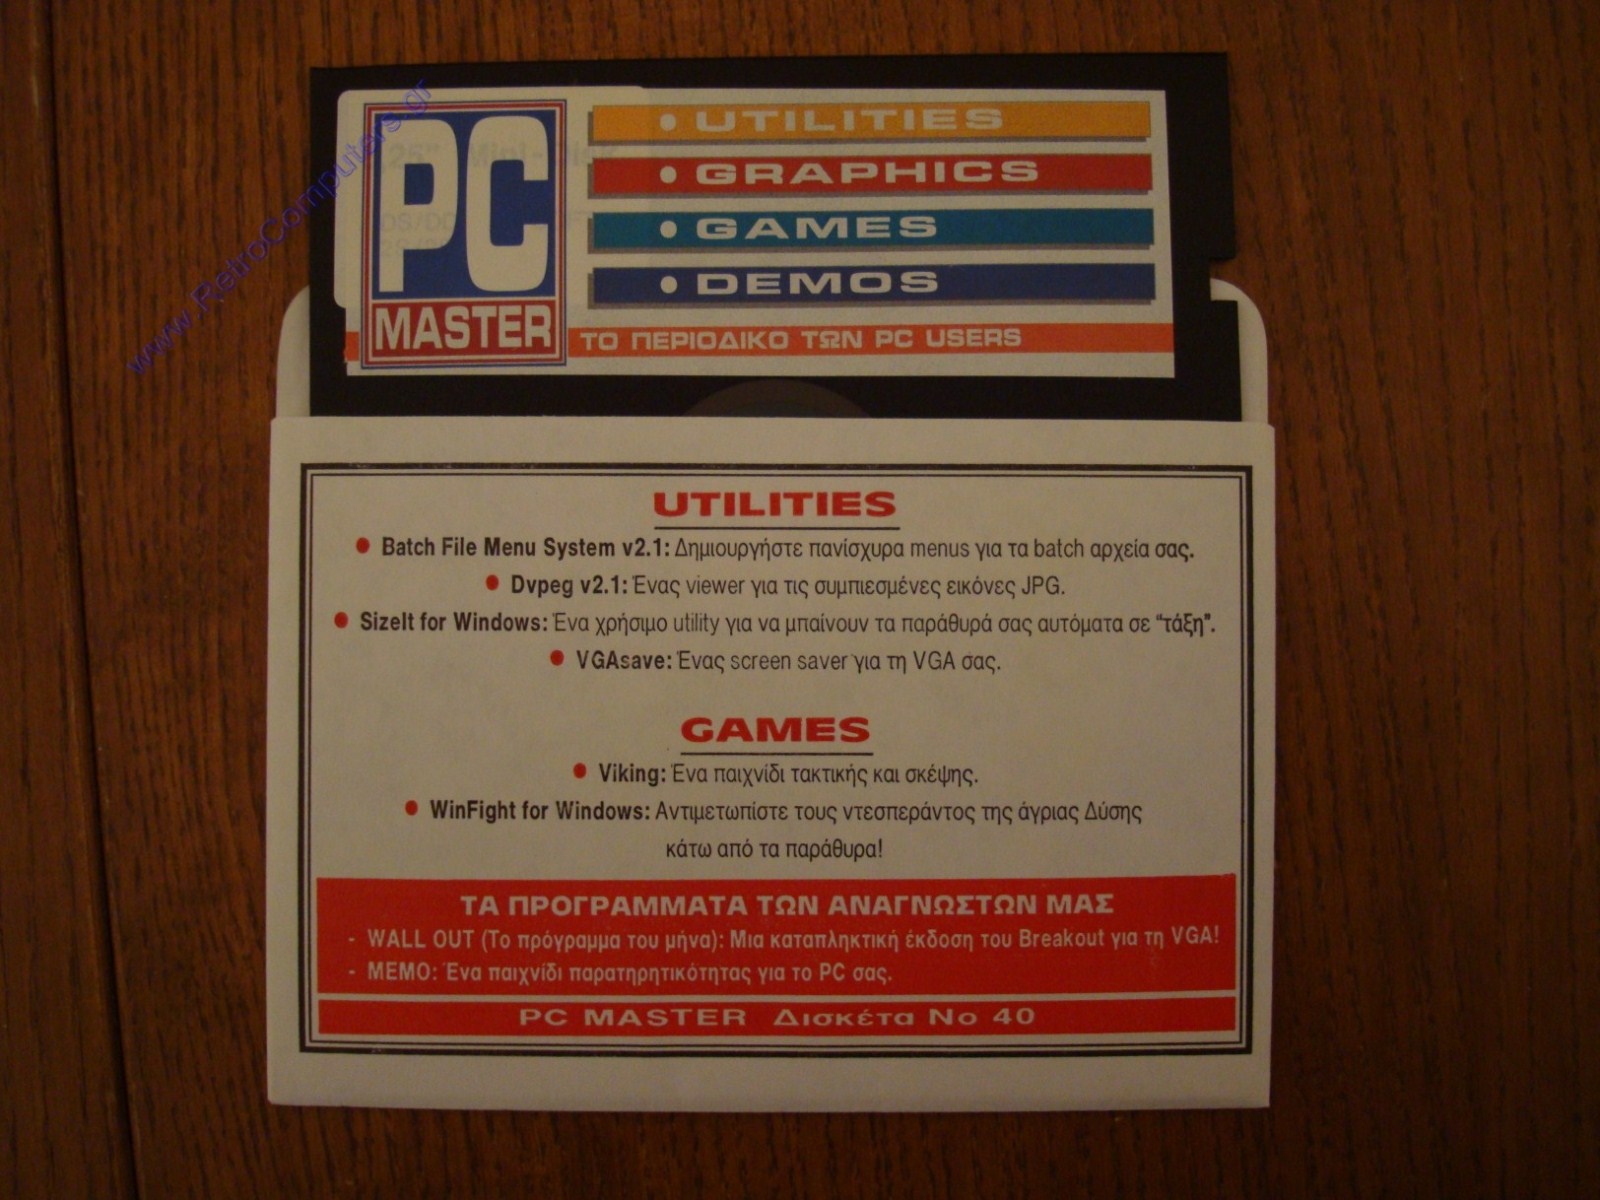 www.RetroComputers.gr
PC
MASTER
• UTILITIES
• GRAPHICS
• GAMES
• DEMOS
ΤΟ ΠΕΡΙΟΔΙΚΟ ΤΩΝ PC USERS
UTILITIES
• Batch File Menu System v2.1: Δημιουργήστε πανίσχυρα menus για τα batch αρχεία σας.
• Dvpeg v2.1: Ένας viewer για τις συμπιεσμένες εικόνες JPG.
• SizeIt for Windows: Ένα χρήσιμο utility για να μπαίνουν τα παράθυρά σας αυτόματα σε "τάξη".
• VGAsave: Ένας screen saver για τη VGA σας.
GAMES
• Viking: Ένα παιχνίδι τακτικής και σκέψης.
• WinFight for Windows: Αντιμετωπίστε τους ντεσπεράντος της άγριας Δύσης
κάτω από τα παράθυρα!
ΤΑ ΠΡΟΓΡΑΜΜΑΤΑ ΤΩΝ ΑΝΑΓΝΩΣΤΩΝ ΜΑΣ
- WALL OUT (Το πρόγραμμα του μήνα): Μια καταπληκτική έκδοση του Breakout για τη VGA!
- MEMO: Ένα παιχνίδι παρατηρητικότητας για το PC σας.
PC MASTER Δισκέτα Νο 40